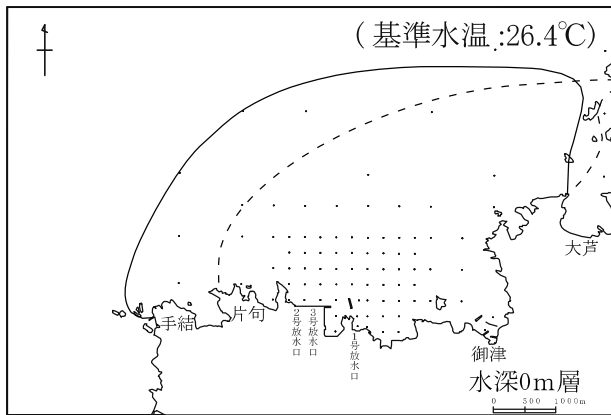 (基準水温:26.4℃)
大芦
手結
片句
2号放水口
3号放水口
1号放水口
御津
水深0m層
0 500 1000m